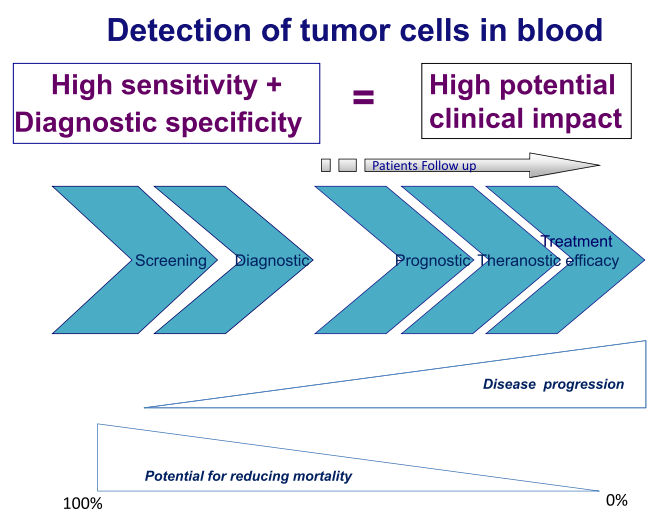 Detection of tumor cells in blood
High sensitivity +
Diagnostic specificity
=
High potential
clinical impact
Patients Follow up
Screening
Diagnostic
Prognostic
Theranostic
Treatment
efficacy
Disease progression
Potential for reducing mortality
100%
0%